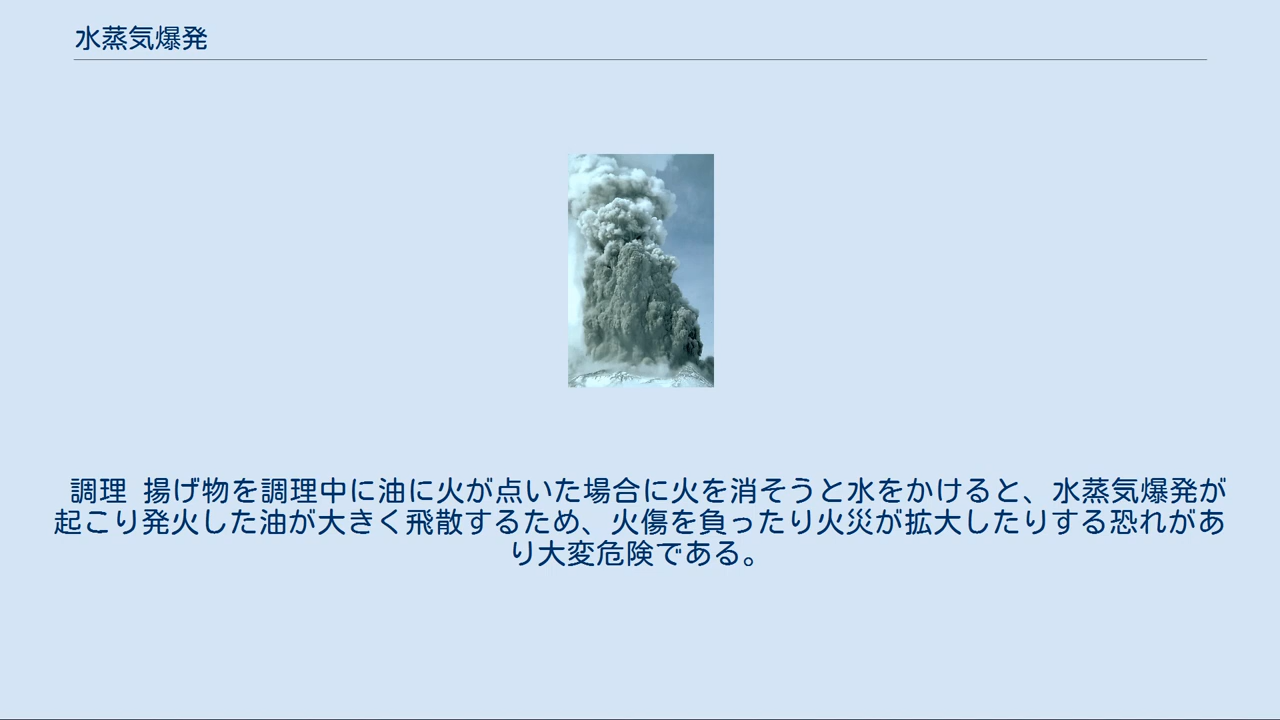 水蒸気爆発
調理 揚げ物を調理中に油に火が点いた場合に火を消そうと水をかけると、水蒸気爆発が
起こり発火した油が大きく飛散するため、火傷を負ったり火災が拡大したりする恐れがあ
り大変危険である。